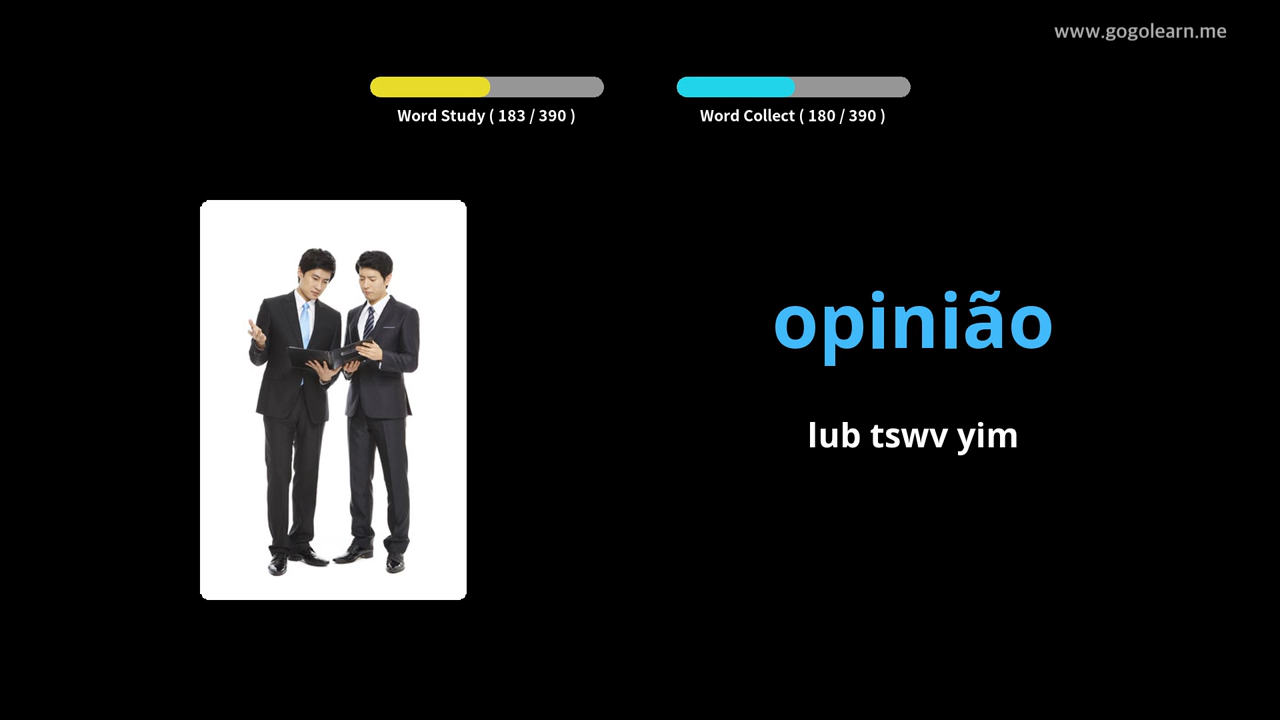 www.gogolearn.me
Word Study ( 183 / 390 )
Word Collect ( 180 / 390 )
opinião
lub tswv yim